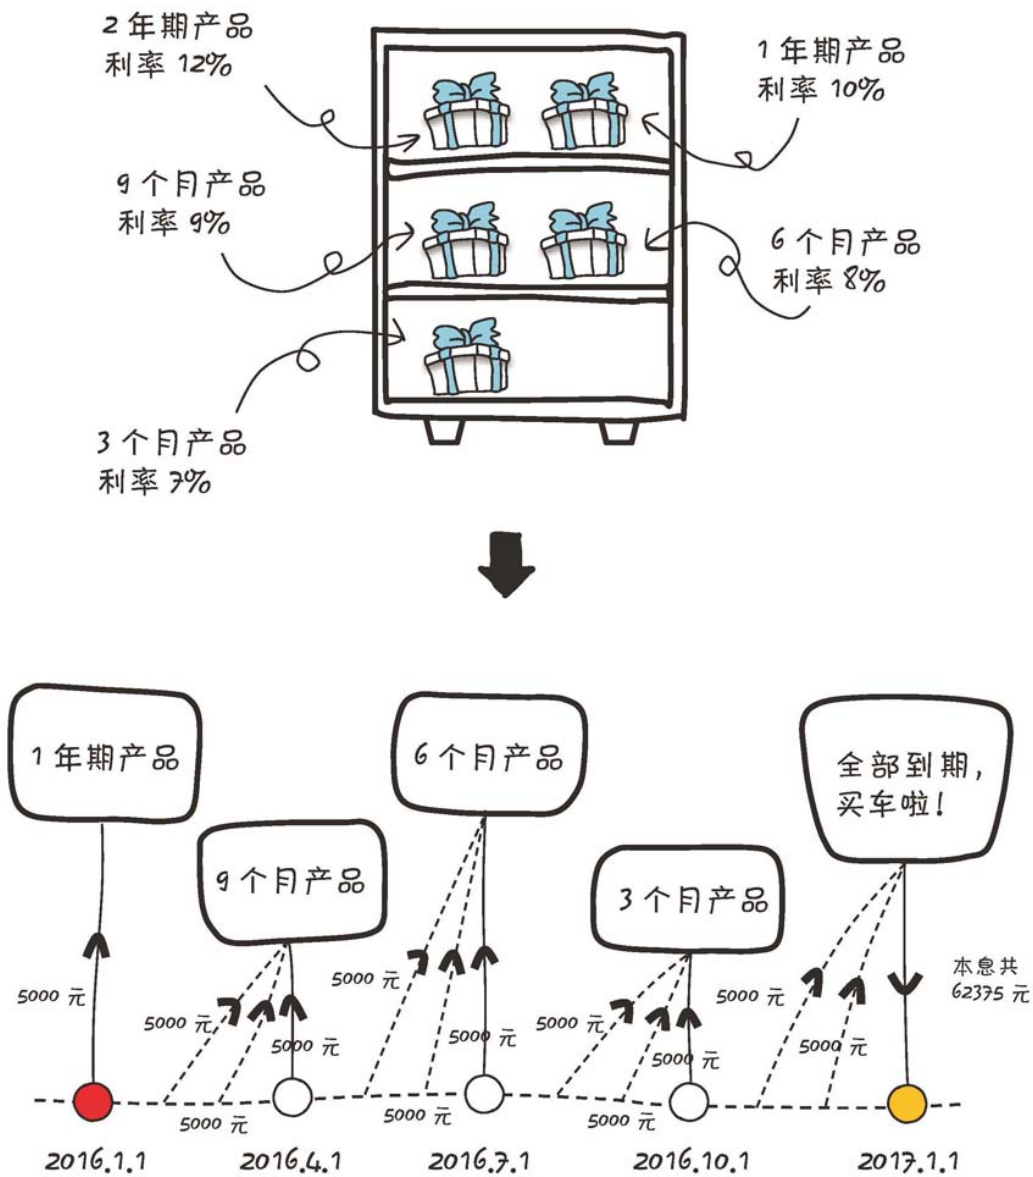 2 年期产品
利率 12%
1 年期产品
利率 10%
9 个月产品
利率 9%
6 个月产品
利率 8%
3 个月产品
利率 7%
1 年期产品
9 个月产品
6 个月产品
3 个月产品
全部到期，
买车啦！
本息共
62375 元
5000 元
5000 元
5000 元
5000 元
5000 元
5000 元
5000 元
5000 元
5000 元
5000 元
5000 元
5000 元
2016.1.1
2016.4.1
2016.7.1
2016.10.1
2017.1.1